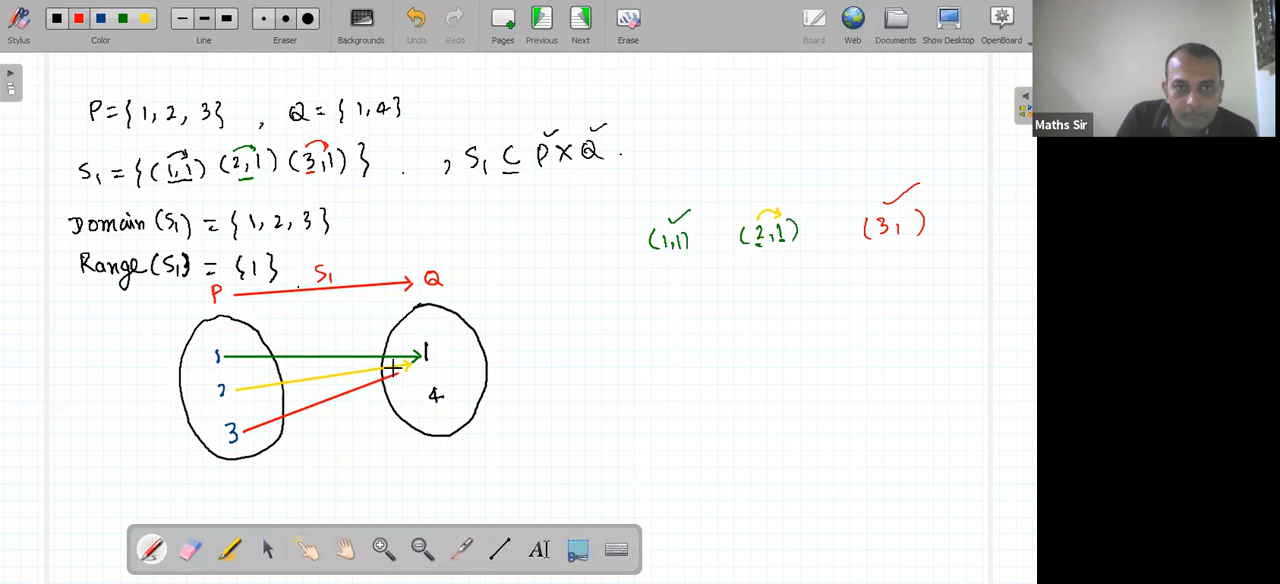 Stylus Color Line Eraser Backgrounds Undo Redo Pages Previous Next Erase Board Web Documents Show Desktop OpenBoard
Maths Sir
P={1, 2, 3} , Q={1,4}
S₁={(1,1) (2,1) (3,1)} . , S₁ ⊂ P×Q .
Domain(S₁) = {1, 2, 3}
(1,1) (2,1) (3, )
Range(S₁) = {1} .
P S₁ Q
1 1
2 4
3
AI